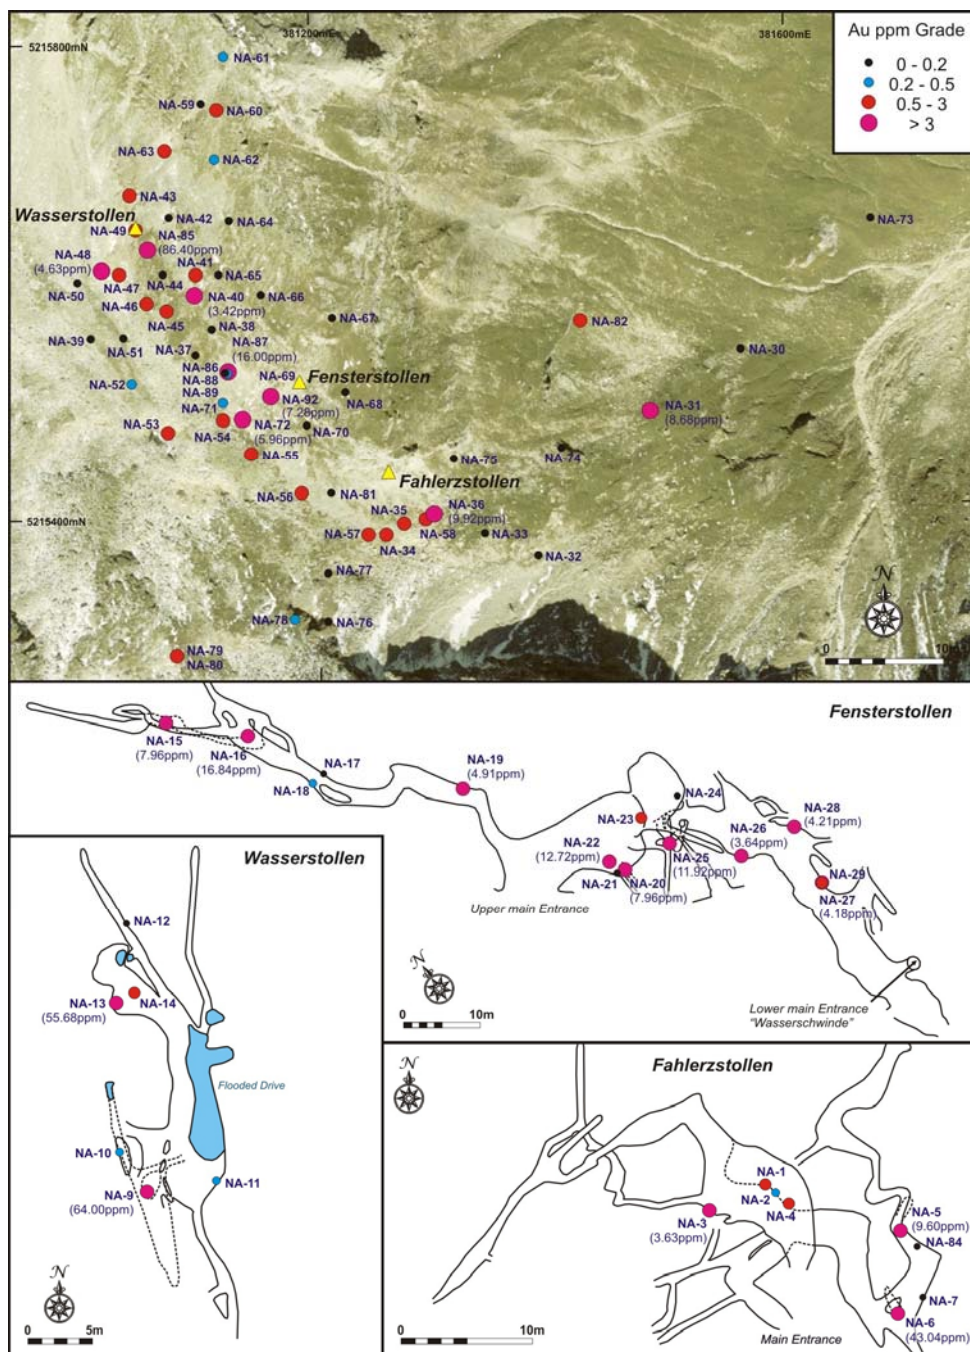 381200mE
381600mE
5215800mN
Au ppm Grade
0 - 0.2
0.2 - 0.5
0.5 - 3
> 3
NA-61
NA-59
NA-60
NA-63
NA-62
NA-43
NA-42
NA-64
NA-73
Wasserstollen
NA-49
NA-85
(86.40ppm)
NA-48
(4.63ppm)
NA-41
NA-47
NA-44
NA-65
NA-50
NA-40
(3.42ppm)
NA-66
NA-46
NA-45
NA-67
NA-82
NA-38
NA-39
NA-51
NA-87
(16.00ppm)
NA-30
NA-37
NA-86
NA-88
NA-69
Fensterstollen
NA-52
NA-89
NA-92
(7.28ppm)
NA-68
NA-71
NA-31
(8.68ppm)
NA-53
NA-54
NA-72
(5.96ppm)
NA-70
NA-55
NA-75
NA-74
Fahlerzstollen
NA-56
NA-81
NA-36
(9.92ppm)
NA-35
5215400mN
NA-57
NA-34
NA-58
NA-33
NA-32
NA-77
N
NA-78
NA-76
NA-79
NA-80
0
Fensterstollen
NA-15
(7.96ppm)
NA-16
(16.84ppm)
NA-17
NA-18
NA-19
(4.91ppm)
NA-24
NA-23
NA-28
(4.21ppm)
NA-22
(12.72ppm)
NA-26
(3.64ppm)
NA-25
(11.92ppm)
NA-21
NA-20
(7.96ppm)
NA-29
NA-27
(4.18ppm)
Upper main Entrance
N
0
10m
Lower main Entrance
"Wasserschwinde"
Wasserstollen
NA-12
NA-13
(55.68ppm)
NA-14
Flooded Drive
NA-10
NA-11
NA-9
(64.00ppm)
N
0
5m
Fahlerzstollen
N
NA-1
NA-2
NA-4
NA-3
(3.63ppm)
NA-5
(9.60ppm)
NA-84
NA-7
NA-6
(43.04ppm)
Main Entrance
0
10m